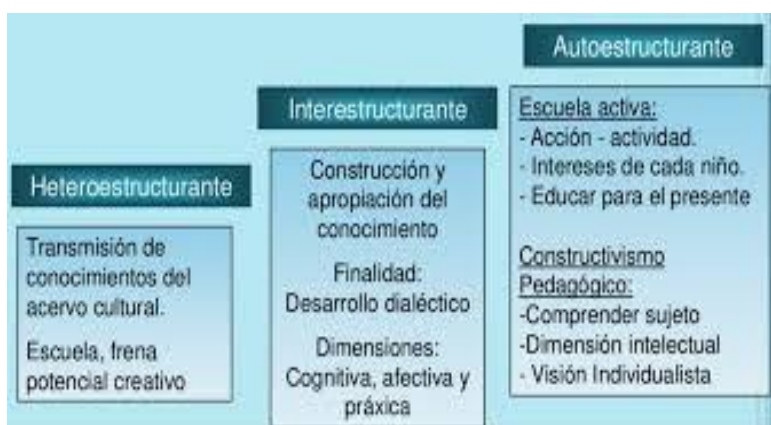 Heteroestructurante
Transmisión de
conocimientos del
acervo cultural.
Escuela, frena
potencial creativo
Interestructurante
Construcción y
apropiación del
conocimiento
Finalidad:
Desarrollo dialéctico
Dimensiones:
Cognitiva, afectiva y
práxica
Autoestructurante
Escuela activa:
- Acción - actividad.
- Intereses de cada niño.
- Educar para el presente
Constructivismo
Pedagógico:
-Comprender sujeto
-Dimensión intelectual
- Visión Individualista